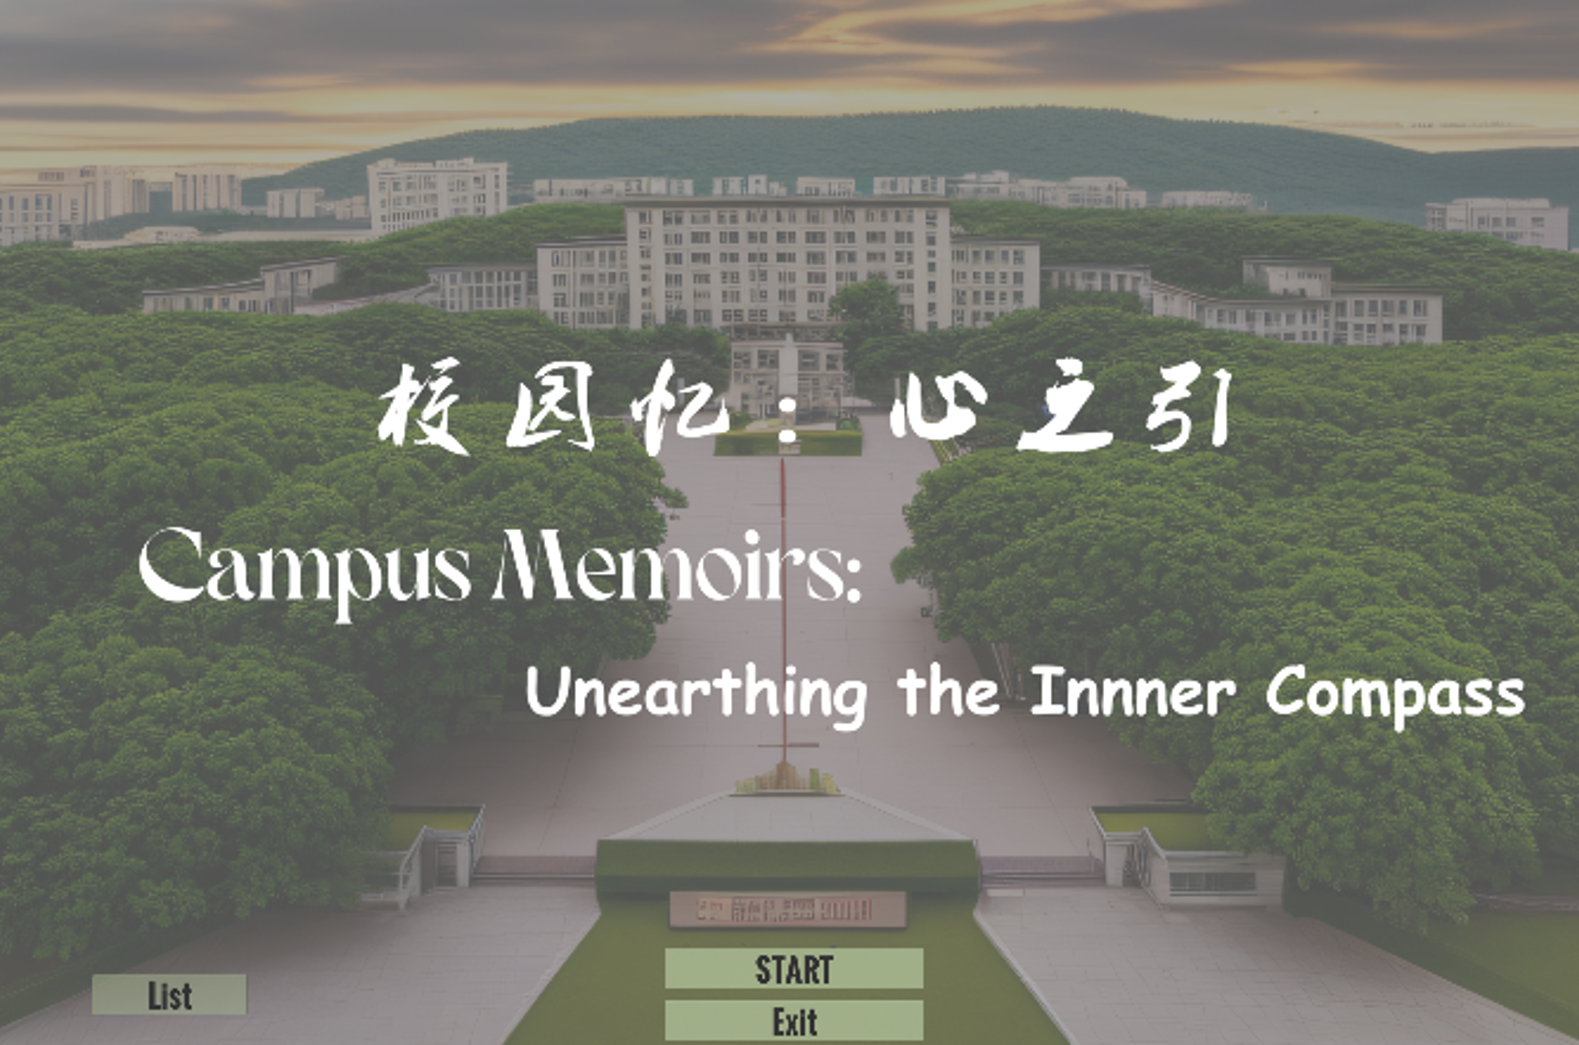 校园忆：心之引
Campus Memoirs:
Unearthing the Innner Compass
START
List
Exit